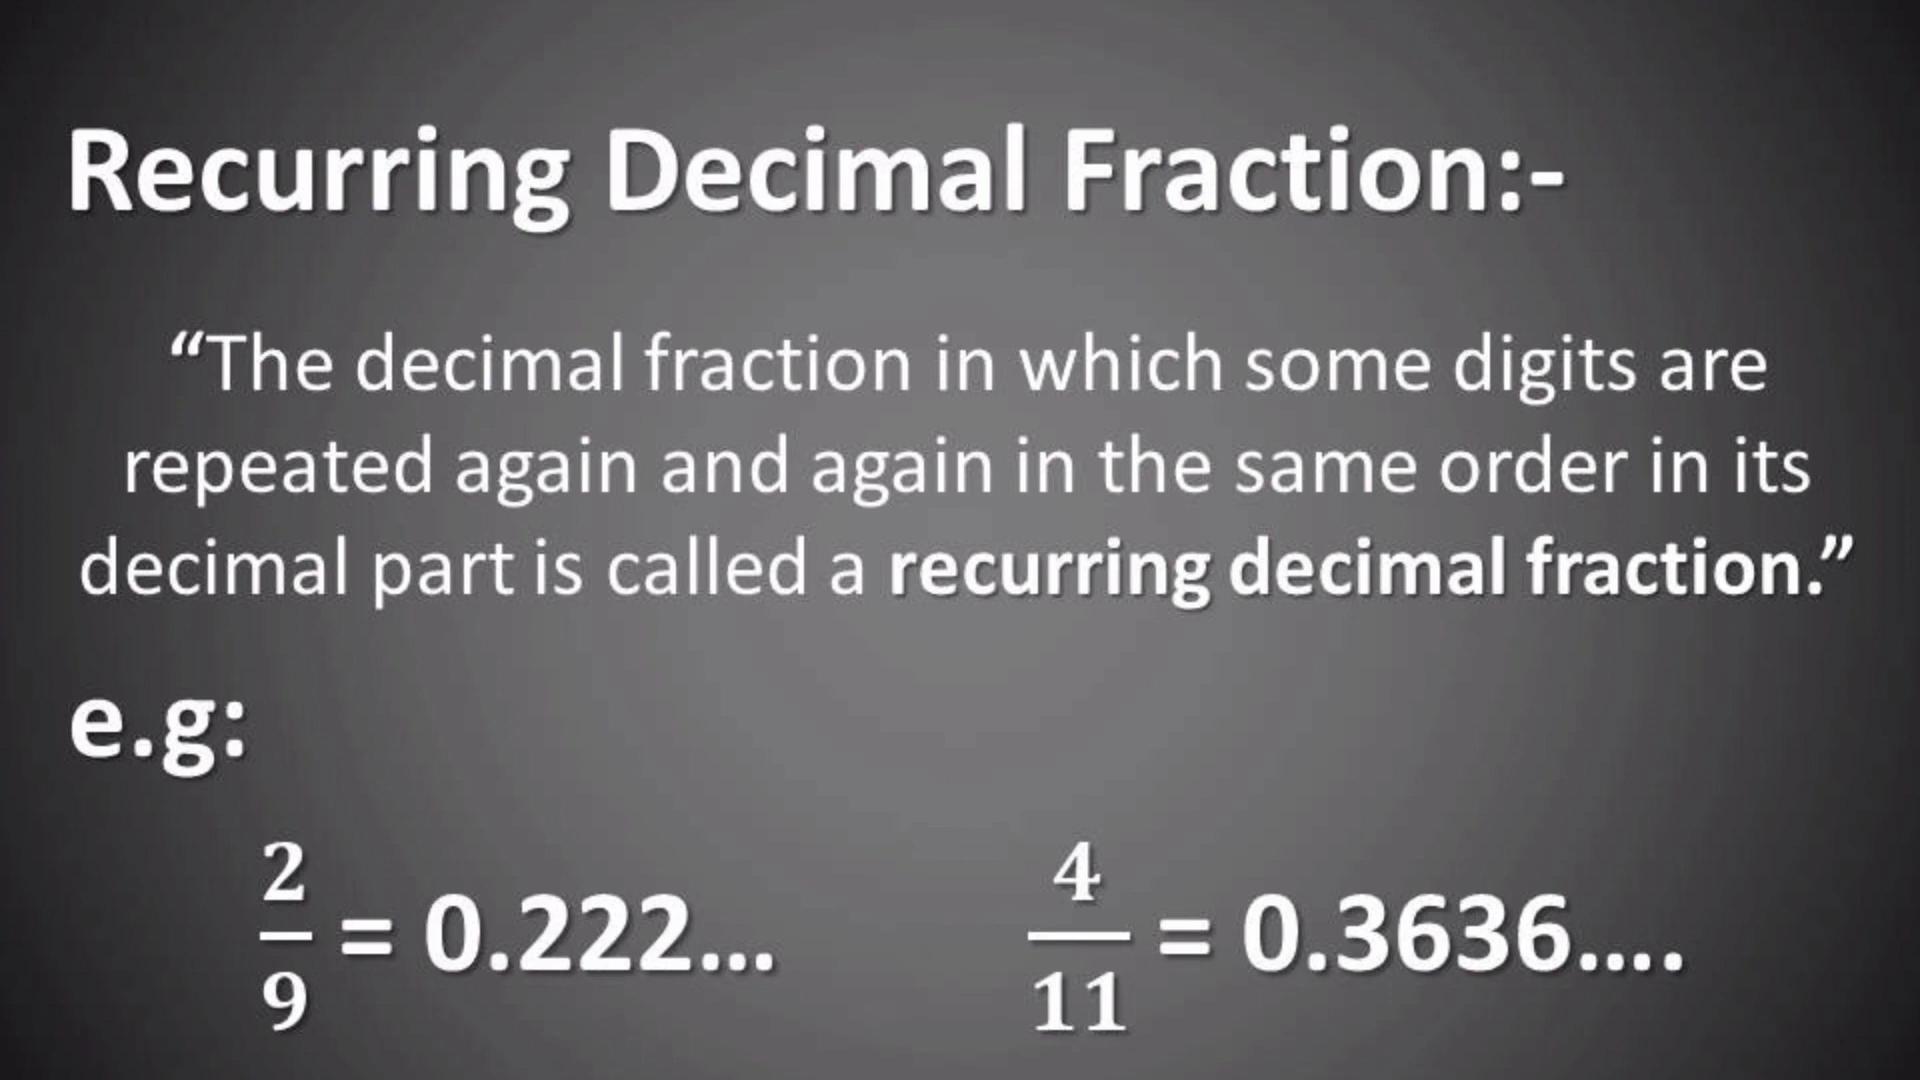 Recurring Decimal Fraction:-
“The decimal fraction in which some digits are
repeated again and again in the same order in its
decimal part is called a recurring decimal fraction.”
e.g:
2/9 = 0.222... 4/11 = 0.3636....